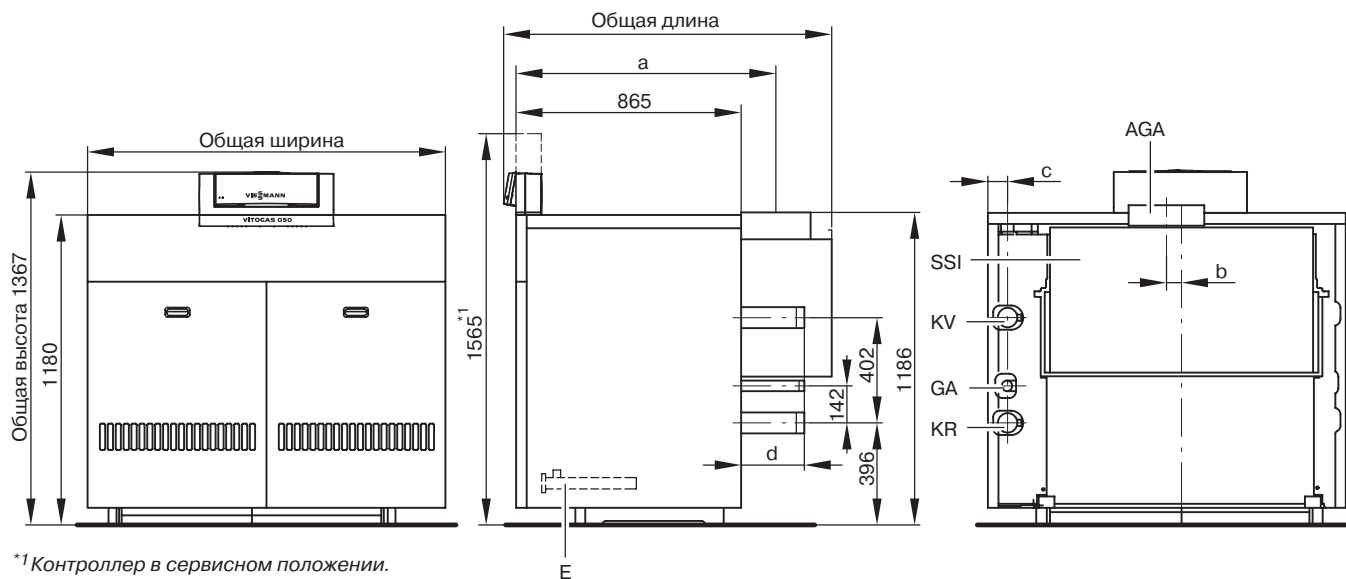 Общая длина
a
865
Общая ширина
AGA
c
VIESMANN
VITOGAS 050
SSI
b
KV
GA
KR
Общая высота 1367
1180
1565*1
402
142
1186
d
396
E
*1 Контроллер в сервисном положении.